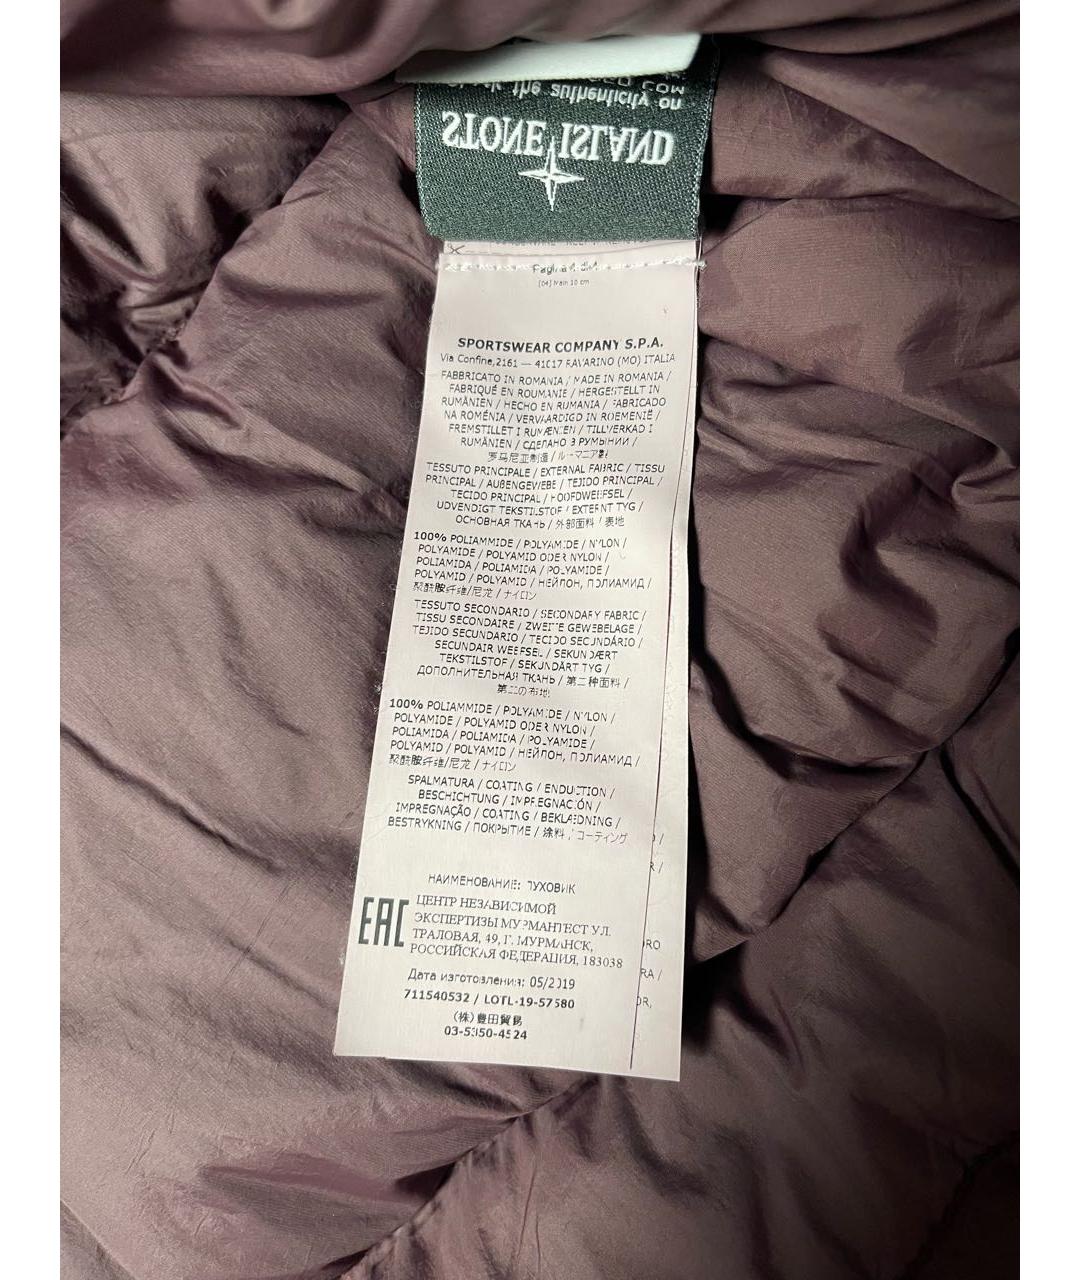 the authenticity on
STONE ISLAND
Pagina 4 di
[04] Main 10 cm
SPORTSWEAR COMPANY S.P.A.
Via Confine,2161 — 41017 RAVARINO (MO) ITALIA
FABBRICATO IN ROMANIA / MADE IN ROMANIA /
FABRIQUÉ EN ROUMANIE / HERGESTELLT IN
RUMÄNIEN / HECHO EN RUMANIA / FABRICADO
NA ROMÉNIA / VERVAARDIGD IN ROEMENIË /
FREMSTILLET I RUMÆNIEN / TILLVERKAD I
RUMÄNIEN / СДЕЛАНО В РУМЫНИИ /
罗马尼亚制造 / ルーマニア製
TESSUTO PRINCIPALE / EXTERNAL FABRIC / TISSU
PRINCIPAL / AUßENGEWEBE / TEJIDO PRINCIPAL /
TECIDO PRINCIPAL / HOOFDWEEFSEL /
UDVENDIGT TEKSTILSTOF / EXTERNT TYG /
ОСНОВНАЯ ТКАНЬ / 外部面料 / 表地
100% POLIAMMIDE / POLYAMIDE / NYLON /
POLYAMIDE / POLYAMID ODER NYLON /
POLIAMIDA / POLIAMIDA / POLYAMIDE /
POLYAMID / POLYAMID / НЕЙЛОН, ПОЛИАМИД /
聚酰胺纤维/尼龙 / ナイロン
TESSUTO SECONDARIO / SECONDARY FABRIC /
TISSU SECONDAIRE / ZWEITE GEWEBELAGE /
TEJIDO SECUNDARIO / TECIDO SECUNDÁRIO /
SECUNDAIR WEEFSEL / SEKUNDÆRT
TEKSTILSTOF / SEKUNDÄRT TYG /
ДОПОЛНИТЕЛЬНАЯ ТКАНЬ / 第二种面料 /
第二の布地
100% POLIAMMIDE / POLYAMIDE / NYLON /
POLYAMIDE / POLYAMID ODER NYLON /
POLIAMIDA / POLIAMIDA / POLYAMIDE /
POLYAMID / POLYAMID / НЕЙЛОН, ПОЛИАМИД /
聚酰胺纤维/尼龙 / ナイロン
SPALMATURA / COATING / ENDUCTION /
BESCHICHTUNG / IMPREGNACIÓN /
IMPREGNAÇÃO / COATING / BEKLÆDNING /
BESTRYKNING / ПОКРЫТИЕ / 涂料 / コーティング
НАИМЕНОВАНИЕ: ПУХОВИК
EAC
ЦЕНТР НЕЗАВИСИМОЙ
ЭКСПЕРТИЗЫ МУРМАНТЕСТ УЛ.
ТРАЛОВАЯ, 49, Г. МУРМАНСК,
РОССИЙСКАЯ ФЕДЕРАЦИЯ, 183038
Дата изготовления: 05/2019
711540532 / LOTL-19-57580
(株)豊田貿易
03-5350-4524